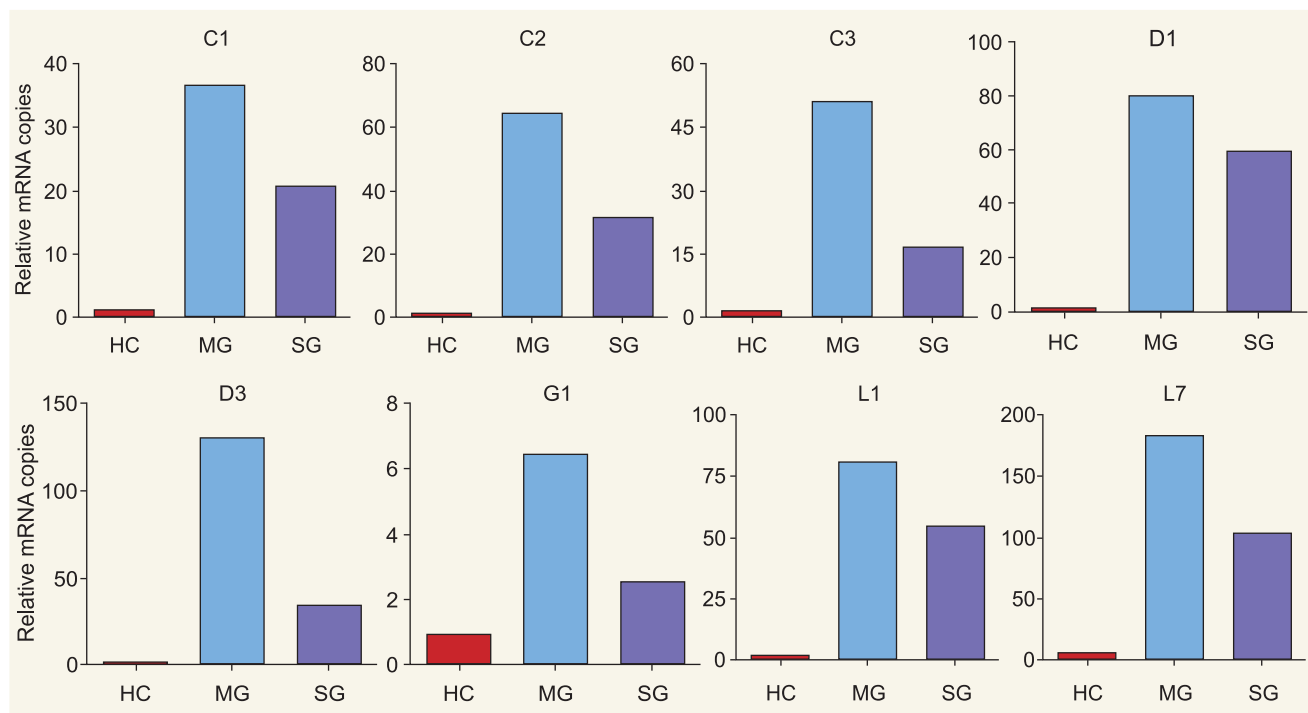 C1 C2 C3 D1
Relative mRNA copies
40 30 20 10 0
HC MG SG
80 60 40 20 0
HC MG SG
60 45 30 15 0
HC MG SG
100 80 60 40 20 0
HC MG SG
D3 G1 L1 L7
Relative mRNA copies
150 100 50 0
HC MG SG
8 6 4 2 0
HC MG SG
100 75 50 25 0
HC MG SG
200 150 100 50 0
HC MG SG